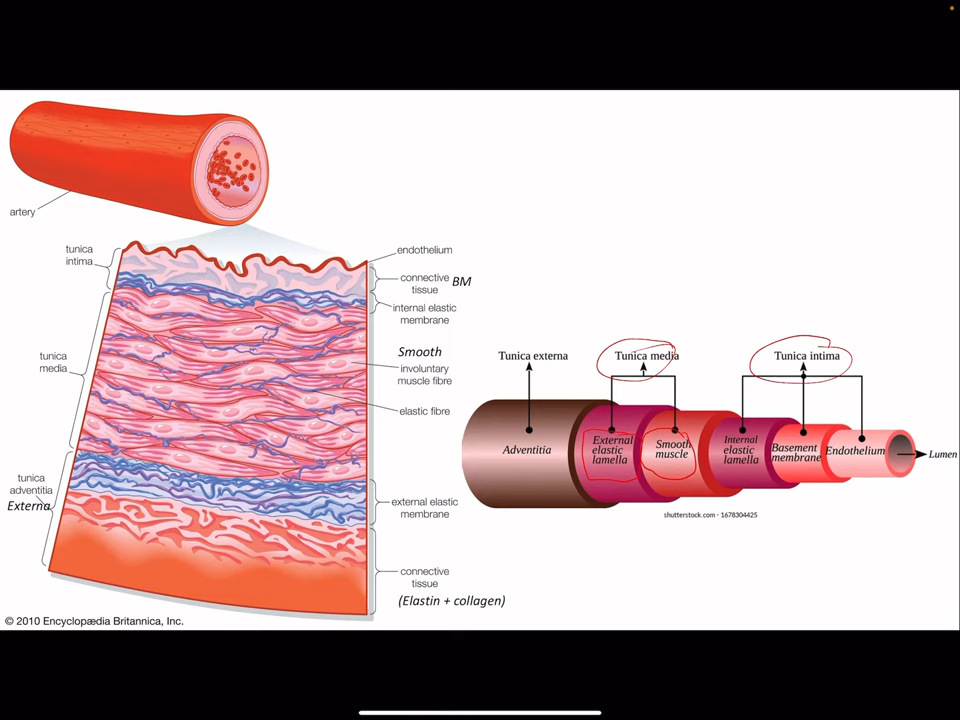 artery
tunica
intima
endothelium
connective
tissue
BM
internal elastic
membrane
tunica
media
Smooth
involuntary
muscle fibre
elastic fibre
tunica
adventitia
Externa
external elastic
membrane
connective
tissue
(Elastin + collagen)
© 2010 Encyclopædia Britannica, Inc.
Tunica externa
Tunica media
Tunica intima
Adventitia
External
elastic
lamella
Smooth
muscle
Internal
elastic
lamella
Basement
membrane
Endothelium
Lumen
shutterstock.com · 1678304425